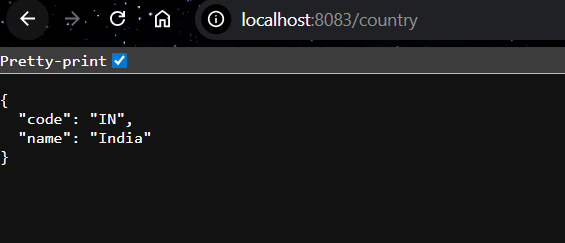 localhost:8083/country
Pretty-print
{
  "code": "IN",
  "name": "India"
}